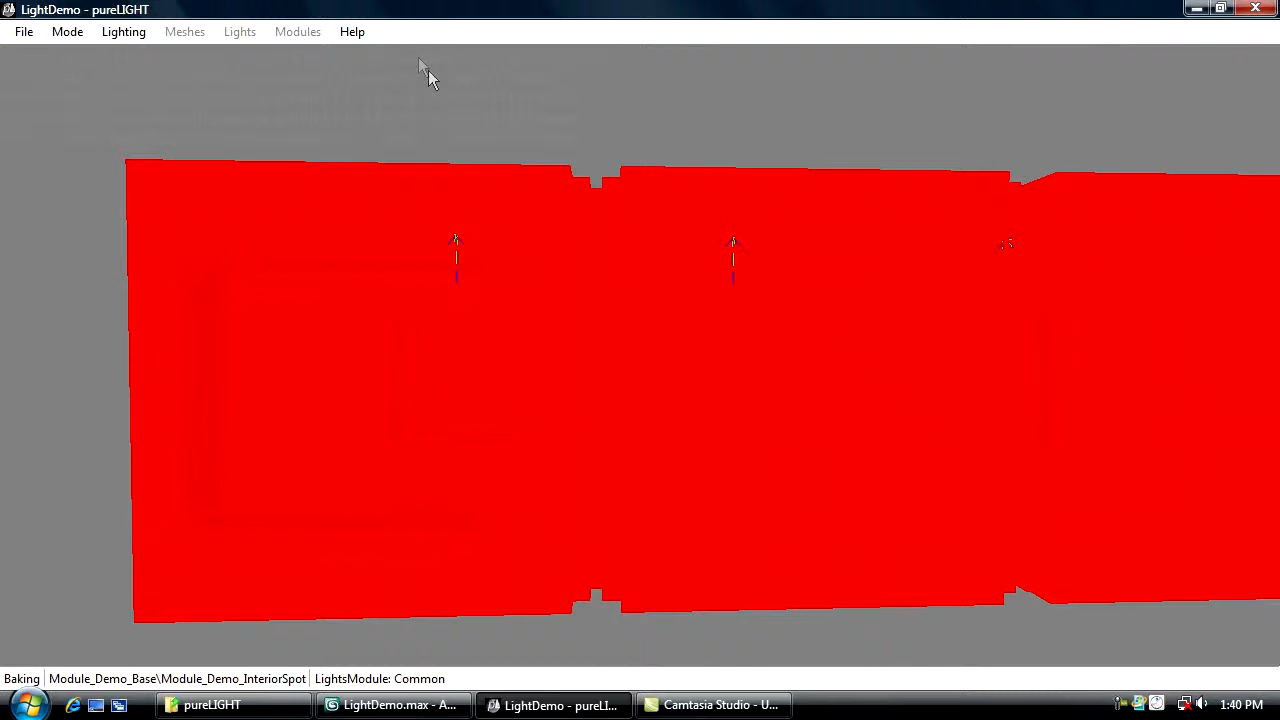 LightDemo - pureLIGHT
File Mode Lighting Meshes Lights Modules Help
Baking Module_Demo_Base\Module_Demo_InteriorSpot LightsModule: Common
pureLIGHT LightDemo.max - A... LightDemo - pureLI... Camtasia Studio - U... 1:40 PM